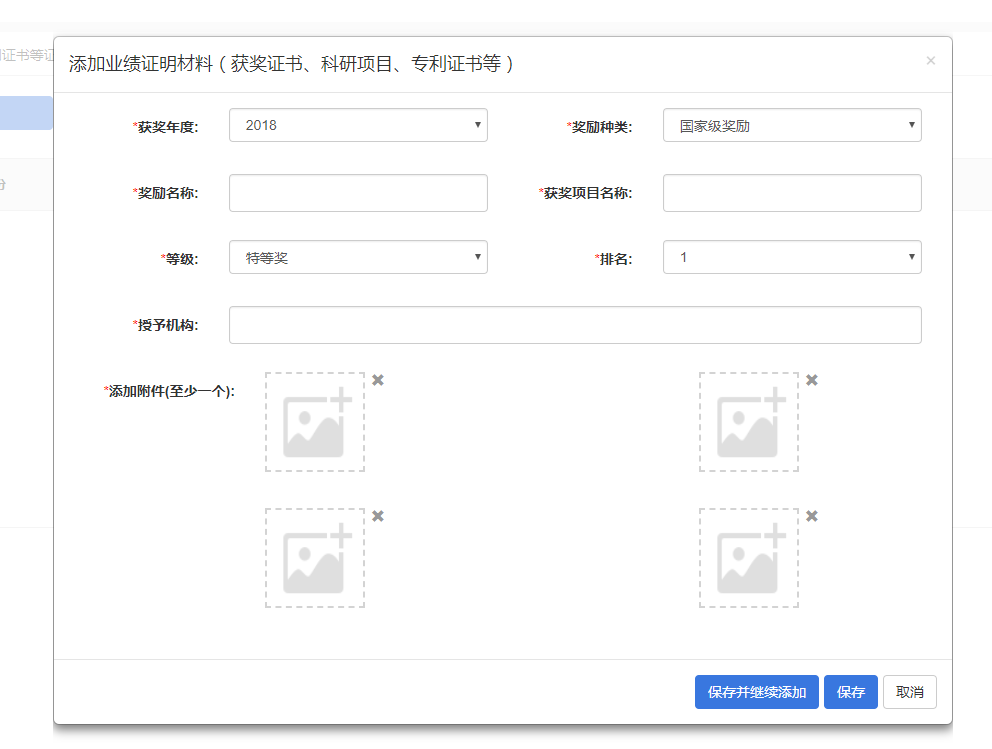 添加业绩证明材料（获奖证书、科研项目、专利证书等）
×
证书等证
*获奖年度: 2018 *奖励种类: 国家级奖励
*奖励名称: *获奖项目名称:
*等级: 特等奖 *排名: 1
*授予机构:
*添加附件(至少一个):
保存并继续添加 保存 取消